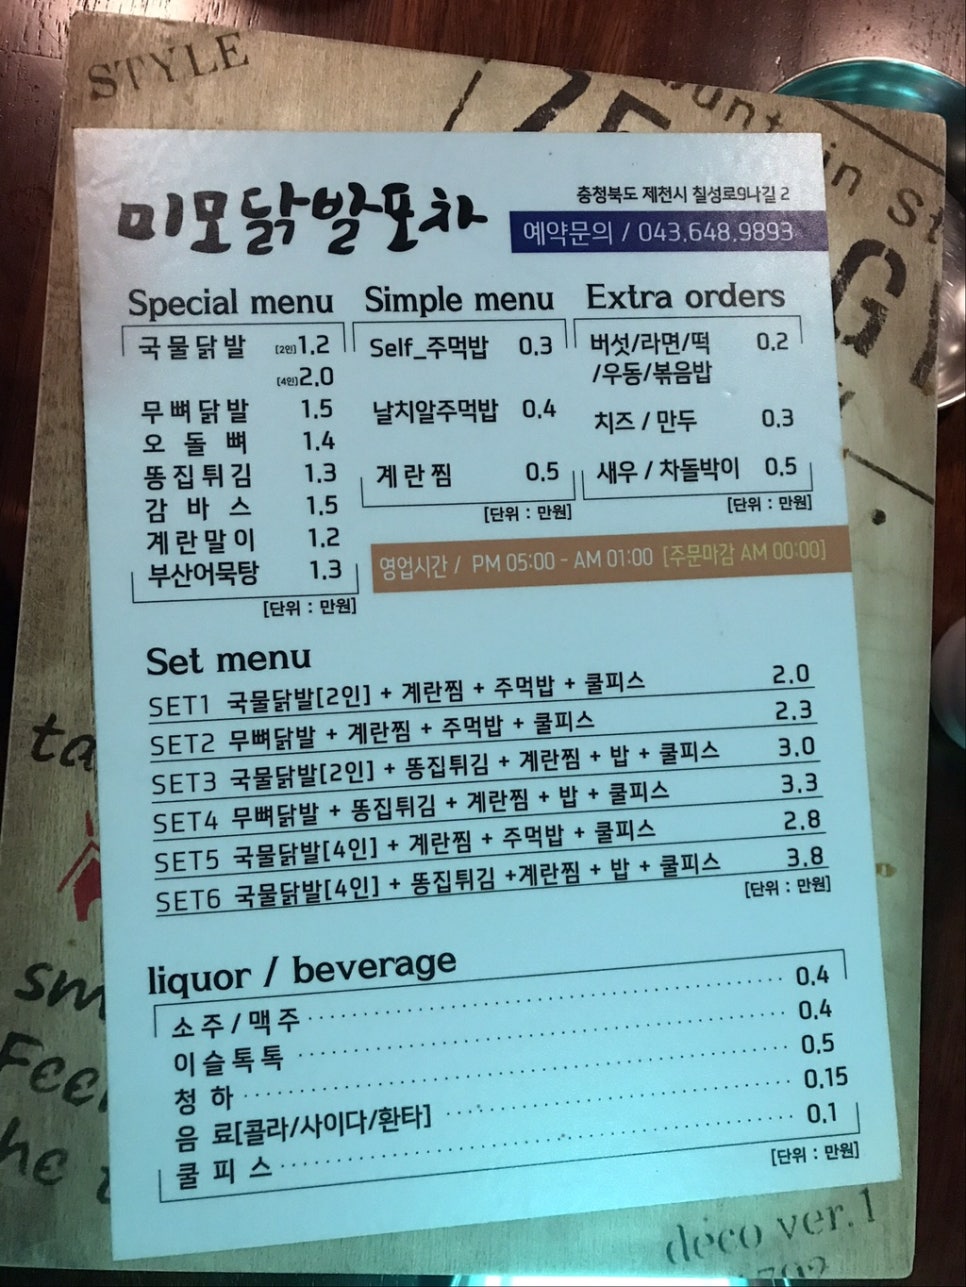 STYLE
미모닭발포차
충청북도 제천시 칠성로9나길 2
예약문의 / 043.648.9893
Special menu
국물닭발 [2인]1.2
[4인]2.0
무뼈닭발 1.5
오돌뼈 1.4
똥집튀김 1.3
감바스 1.5
계란말이 1.2
부산어묵탕 1.3
[단위 : 만원]
Simple menu
Self_주먹밥 0.3
날치알주먹밥 0.4
계란찜 0.5
[단위 : 만원]
Extra orders
버섯/라면/떡 0.2
/우동/볶음밥
치즈 / 만두 0.3
새우 / 차돌박이 0.5
[단위 : 만원]
영업시간 / PM 05:00 - AM 01:00 [주문마감 AM 00:00]
Set menu
SET1 국물닭발[2인] + 계란찜 + 주먹밥 + 쿨피스 2.0
SET2 무뼈닭발 + 계란찜 + 주먹밥 + 쿨피스 2.3
SET3 국물닭발[2인] + 똥집튀김 + 계란찜 + 밥 + 쿨피스 3.0
SET4 무뼈닭발 + 똥집튀김 + 계란찜 + 밥 + 쿨피스 3.3
SET5 국물닭발[4인] + 계란찜 + 주먹밥 + 쿨피스 2.8
SET6 국물닭발[4인] + 똥집튀김 +계란찜 + 밥 + 쿨피스 3.8
[단위 : 만원]
liquor / beverage
소주/맥주 0.4
이슬톡톡 0.4
청하 0.5
음료[콜라/사이다/환타] 0.15
쿨피스 0.1
[단위 : 만원]
déco ver.1